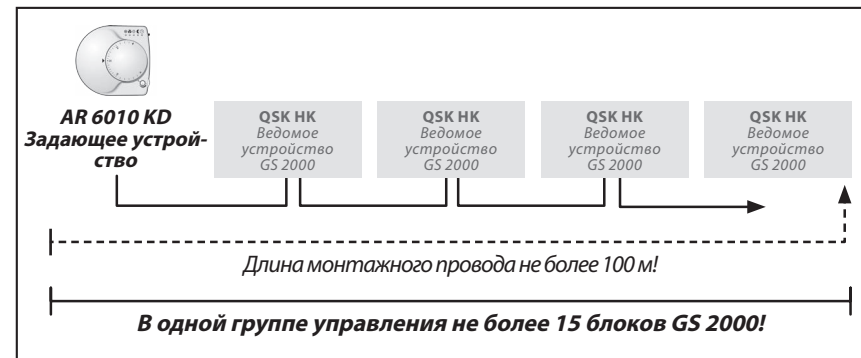 AR 6010 KD
Задающее устрой-
ство
QSK HK
Ведомое
устройство
GS 2000
QSK HK
Ведомое
устройство
GS 2000
QSK HK
Ведомое
устройство
GS 2000
QSK HK
Ведомое
устройство
GS 2000
Длина монтажного провода не более 100 м!
В одной группе управления не более 15 блоков GS 2000!